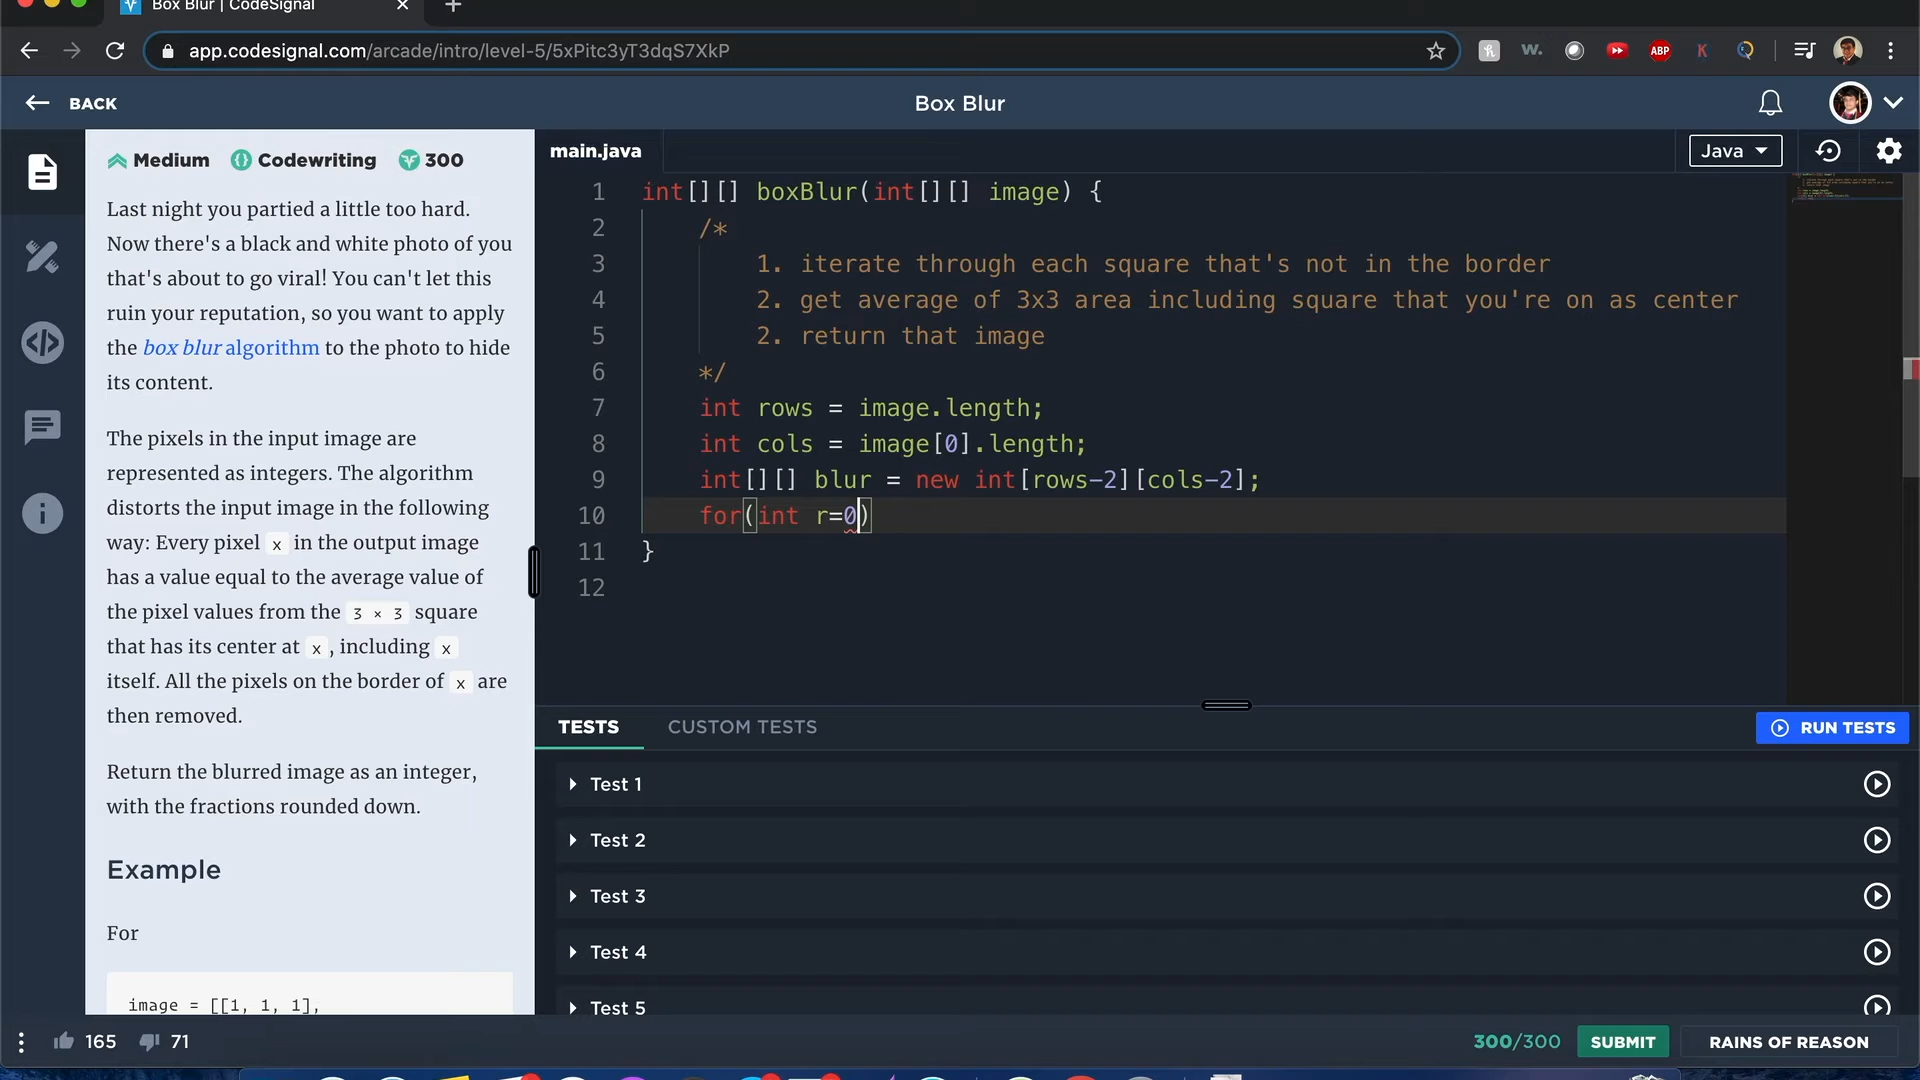 Box Blur | CodeSignal
app.codesignal.com/arcade/intro/level-5/5xPitc3yT3dqS7XkP
w.
ABP
K
BACK
Box Blur
Medium Codewriting 300
Last night you partied a little too hard.
Now there's a black and white photo of you
that's about to go viral! You can't let this
ruin your reputation, so you want to apply
the box blur algorithm to the photo to hide
its content.
The pixels in the input image are
represented as integers. The algorithm
distorts the input image in the following
way: Every pixel x in the output image
has a value equal to the average value of
the pixel values from the 3 × 3 square
that has its center at x, including x
itself. All the pixels on the border of x are
then removed.
Return the blurred image as an integer,
with the fractions rounded down.
Example
For
image = [[1, 1, 1],
165 71
main.java
Java
1 int[][] boxBlur(int[][] image) {
2 /*
3 1. iterate through each square that's not in the border
4 2. get average of 3x3 area including square that you're on as center
5 2. return that image
6 */
7 int rows = image.length;
8 int cols = image[0].length;
9 int[][] blur = new int[rows-2][cols-2];
10 for(int r=0)
11 }
12
TESTS CUSTOM TESTS
RUN TESTS
Test 1
Test 2
Test 3
Test 4
Test 5
300/300 SUBMIT RAINS OF REASON